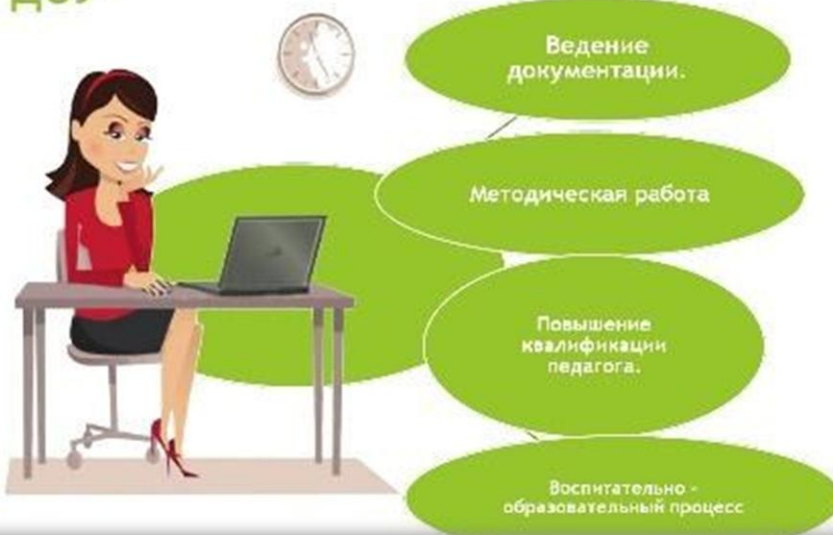 Ведение
документации.
Методическая работа
Повышение
квалификации
педагога.
Воспитательно -
образовательный процесс